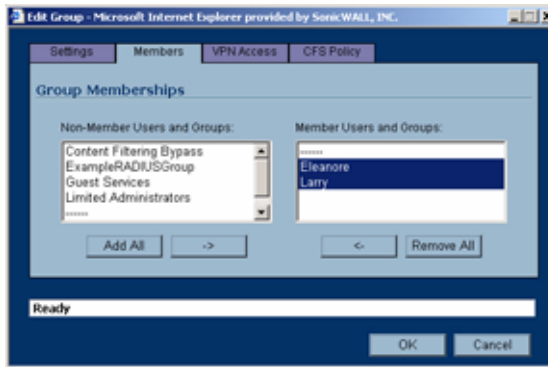 Edit Group - Microsoft Internet Explorer provided by SonicWALL, INC.
Settings Members VPN Access CFS Policy
Group Memberships
Non-Member Users and Groups: Member Users and Groups:
Content Filtering Bypass
ExampleRADIUSGroup
Guest Services
Limited Administrators
------
------
Eleanore
Larry
Add All -> <- Remove All
Ready
OK Cancel